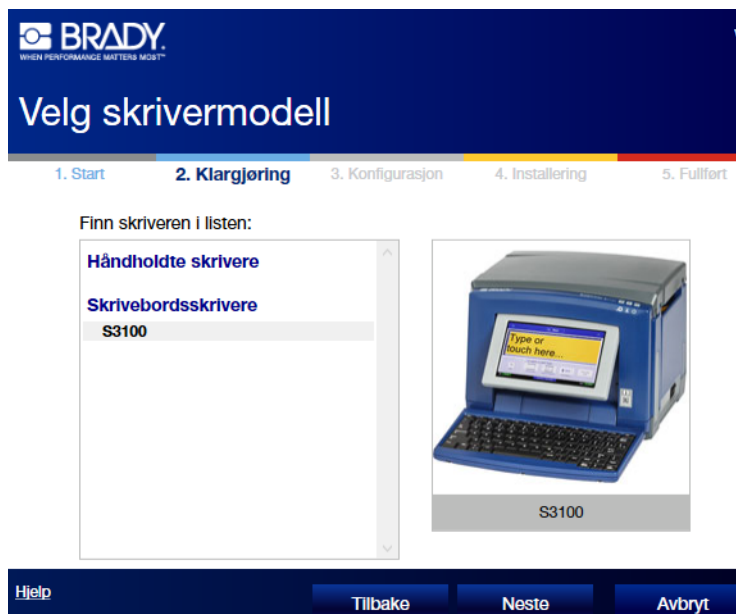 BRADY.
WHEN PERFORMANCE MATTERS MOST™
Velg skrivermodell
1. Start
2. Klargjøring
3. Konfigurasjon
4. Installering
5. Fullført
Finn skriveren i listen:
Håndholdte skrivere
Skrivebordsskrivere
S3100
Type or
touch here...
S3100
Hjelp
Tilbake
Neste
Avbryt